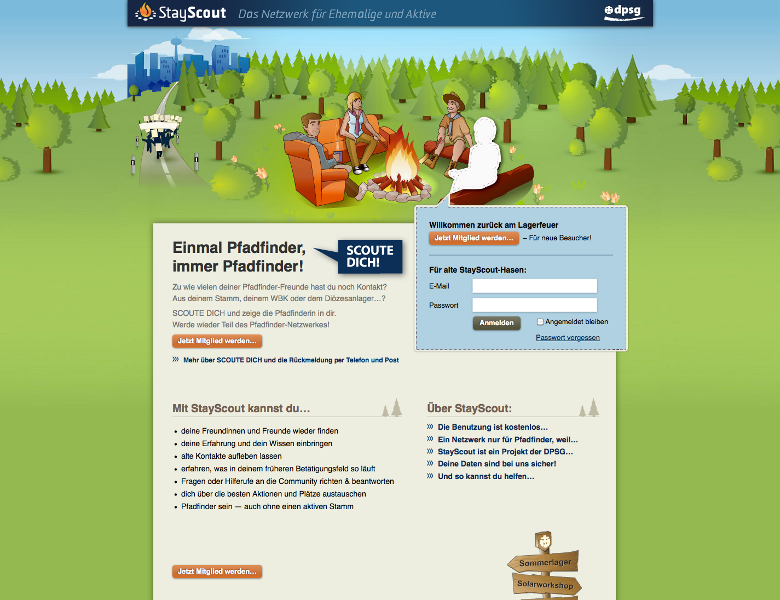 StayScout Das Netzwerk für Ehemalige und Aktive
dpsg
Willkommen zurück am Lagerfeuer
Jetzt Mitglied werden... – Für neue Besucher!
Für alte StayScout-Hasen:
E-Mail
Passwort
Anmelden Angemeldet bleiben
Passwort vergessen
Einmal Pfadfinder,
immer Pfadfinder!
SCOUTE
DICH!
Zu wie vielen deiner Pfadfinder-Freunde hast du noch Kontakt?
Aus deinem Stamm, deinem WBK oder dem Diözesanlager...?
SCOUTE DICH und zeige die Pfadfinderin in dir.
Werde wieder Teil des Pfadfinder-Netzwerkes!
Jetzt Mitglied werden...
Mehr über SCOUTE DICH und die Rückmeldung per Telefon und Post
Mit StayScout kannst du...
• deine Freundinnen und Freunde wieder finden
• deine Erfahrung und dein Wissen einbringen
• alte Kontakte aufleben lassen
• erfahren, was in deinem früheren Betätigungsfeld so läuft
• Fragen oder Hilferufe an die Community richten & beantworten
• dich über die besten Aktionen und Plätze austauschen
• Pfadfinder sein — auch ohne einen aktiven Stamm
Jetzt Mitglied werden...
Über StayScout:
Die Benutzung ist kostenlos...
Ein Netzwerk nur für Pfadfinder, weil...
StayScout ist ein Projekt der DPSG...
Deine Daten sind bei uns sicher!
Und so kannst du helfen...
Sommerlager
Solarworkshop